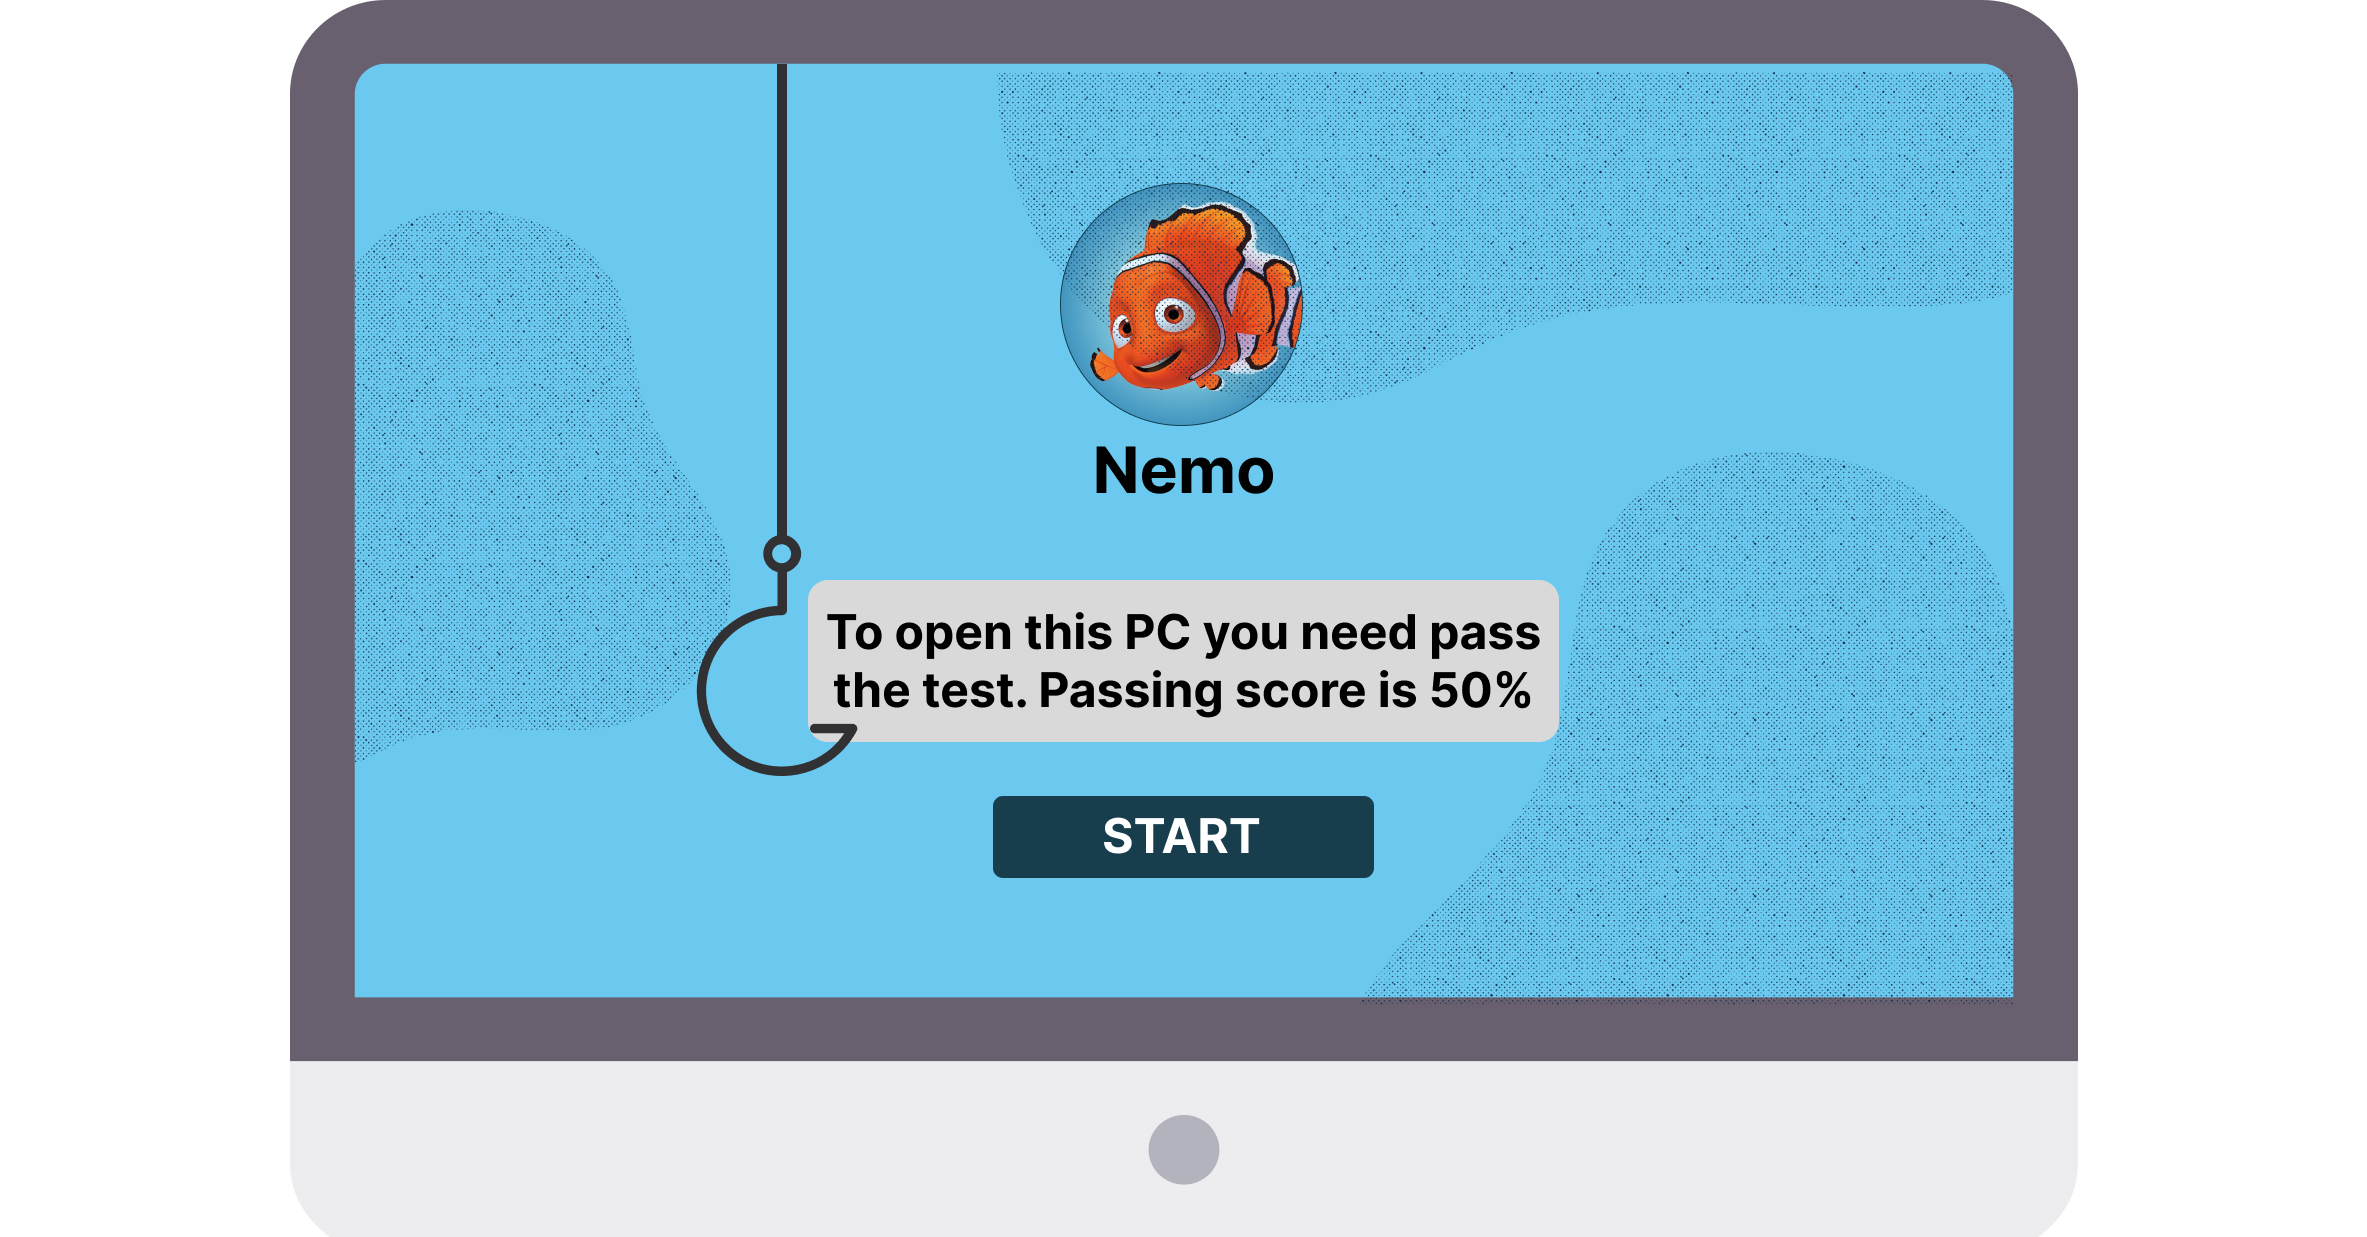 Nemo
To open this PC you need pass
the test. Passing score is 50%
START